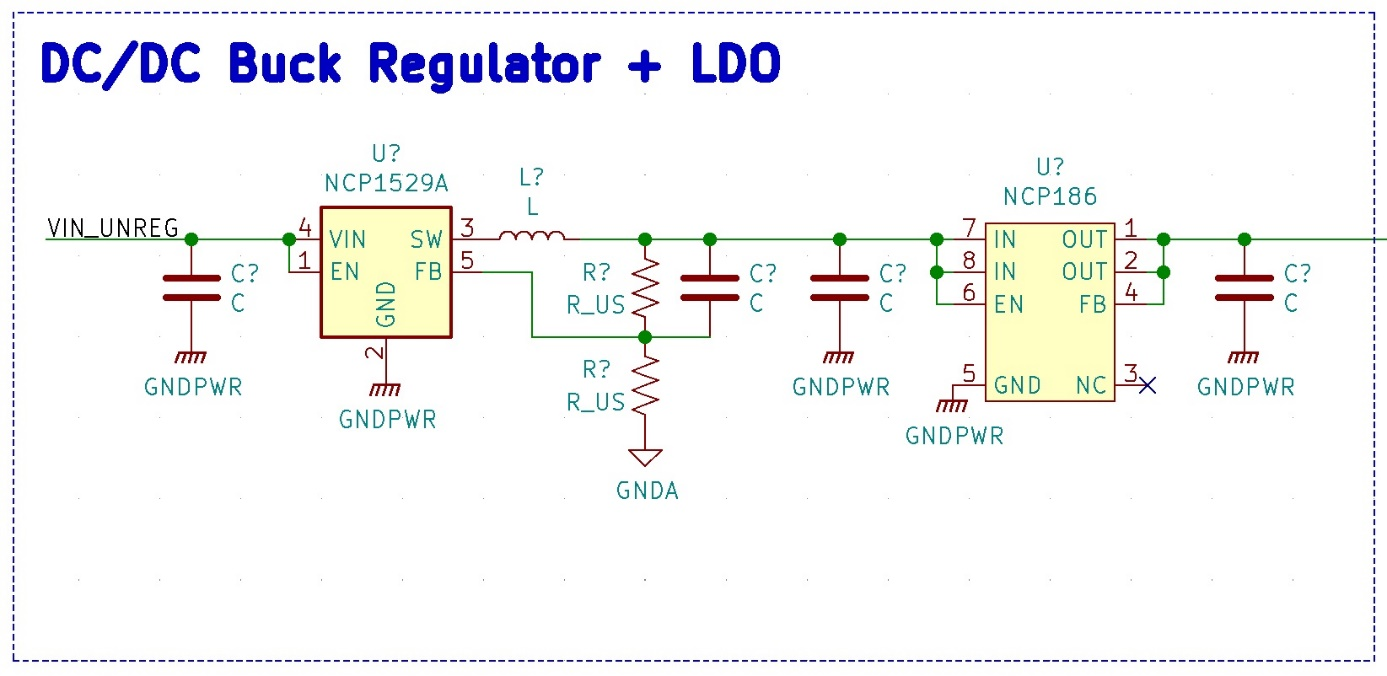 DC/DC Buck Regulator + LDO
U?
NCP1529A
VIN_UNREG
4
VIN
1
EN
GND
2
SW
3
FB
5
GNDPWR
C?
C
GNDPWR
L?
L
R?
R_US
C?
C
R?
R_US
GNDA
C?
C
GNDPWR
U?
NCP186
7
IN
8
IN
6
EN
5
GND
OUT
1
OUT
2
FB
4
NC
3
GNDPWR
C?
C
GNDPWR